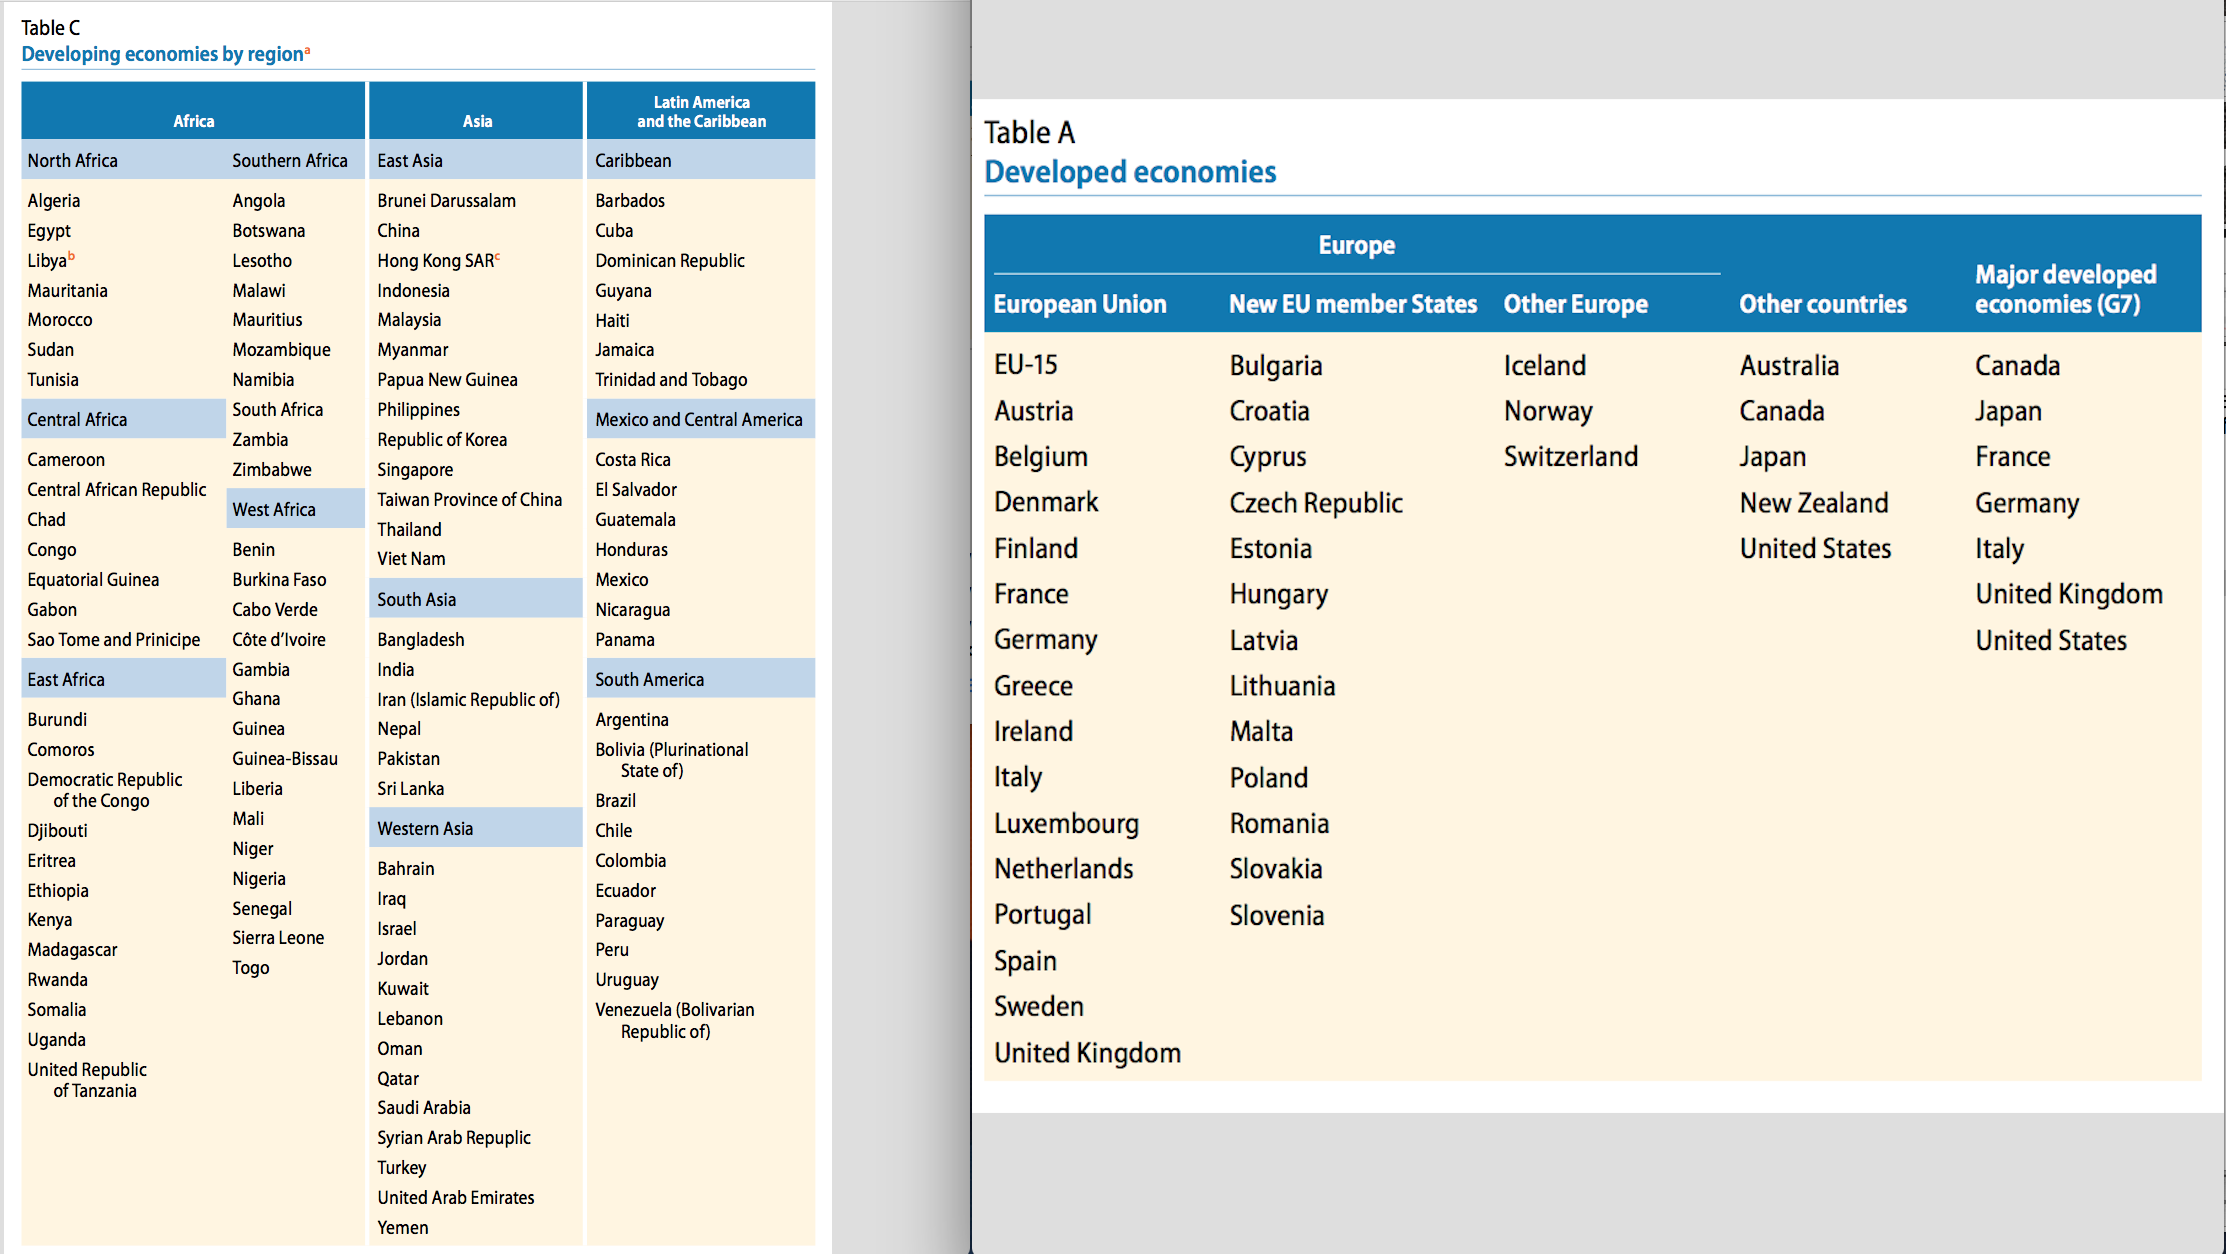 Table C
Developing economies by regionª
Africa
Asia
Latin America
and the Caribbean
North Africa
Algeria
Egypt
Libyaᵇ
Mauritania
Morocco
Sudan
Tunisia
Central Africa
Cameroon
Central African Republic
Chad
Congo
Equatorial Guinea
Gabon
Sao Tome and Prinicipe
East Africa
Burundi
Comoros
Democratic Republic
of the Congo
Djibouti
Eritrea
Ethiopia
Kenya
Madagascar
Rwanda
Somalia
Uganda
United Republic
of Tanzania
Southern Africa
Angola
Botswana
Lesotho
Malawi
Mauritius
Mozambique
Namibia
South Africa
Zambia
Zimbabwe
West Africa
Benin
Burkina Faso
Cabo Verde
Côte d'Ivoire
Gambia
Ghana
Guinea
Guinea-Bissau
Liberia
Mali
Niger
Nigeria
Senegal
Sierra Leone
Togo
East Asia
Brunei Darussalam
China
Hong Kong SARᶜ
Indonesia
Malaysia
Myanmar
Papua New Guinea
Philippines
Republic of Korea
Singapore
Taiwan Province of China
Thailand
Viet Nam
South Asia
Bangladesh
India
Iran (Islamic Republic of)
Nepal
Pakistan
Sri Lanka
Western Asia
Bahrain
Iraq
Israel
Jordan
Kuwait
Lebanon
Oman
Qatar
Saudi Arabia
Syrian Arab Repuplic
Turkey
United Arab Emirates
Yemen
Caribbean
Barbados
Cuba
Dominican Republic
Guyana
Haiti
Jamaica
Trinidad and Tobago
Mexico and Central America
Costa Rica
El Salvador
Guatemala
Honduras
Mexico
Nicaragua
Panama
South America
Argentina
Bolivia (Plurinational
State of)
Brazil
Chile
Colombia
Ecuador
Paraguay
Peru
Uruguay
Venezuela (Bolivarian
Republic of)
Table A
Developed economies
Europe
European Union
EU-15
Austria
Belgium
Denmark
Finland
France
Germany
Greece
Ireland
Italy
Luxembourg
Netherlands
Portugal
Spain
Sweden
United Kingdom
New EU member States
Bulgaria
Croatia
Cyprus
Czech Republic
Estonia
Hungary
Latvia
Lithuania
Malta
Poland
Romania
Slovakia
Slovenia
Other Europe
Iceland
Norway
Switzerland
Other countries
Australia
Canada
Japan
New Zealand
United States
Major developed
economies (G7)
Canada
Japan
France
Germany
Italy
United Kingdom
United States